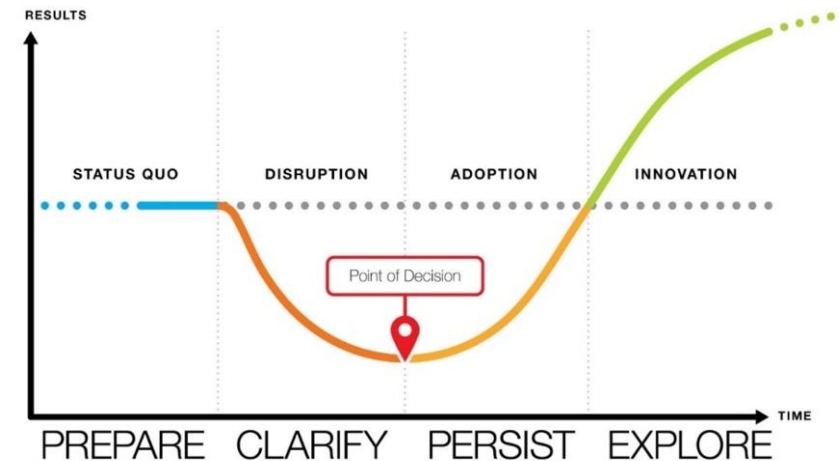 RESULTS
STATUS QUO
DISRUPTION
ADOPTION
INNOVATION
Point of Decision
TIME
PREPARE
CLARIFY
PERSIST
EXPLORE